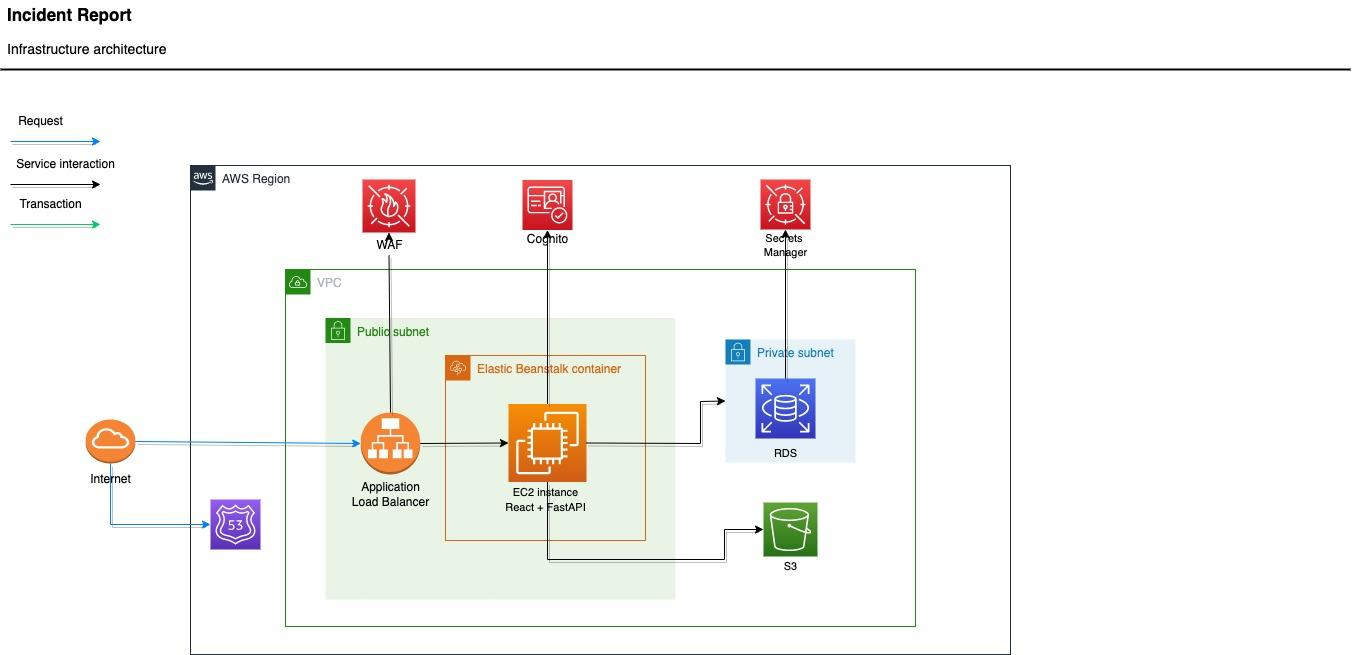 Incident Report
Infrastructure architecture
Request
Service interaction
Transaction
aws
AWS Region
WAF
Cognito
Secrets
Manager
VPC
Public subnet
Elastic Beanstalk container
Private subnet
Internet
Application
Load Balancer
EC2 instance
React + FastAPI
RDS
53
S3